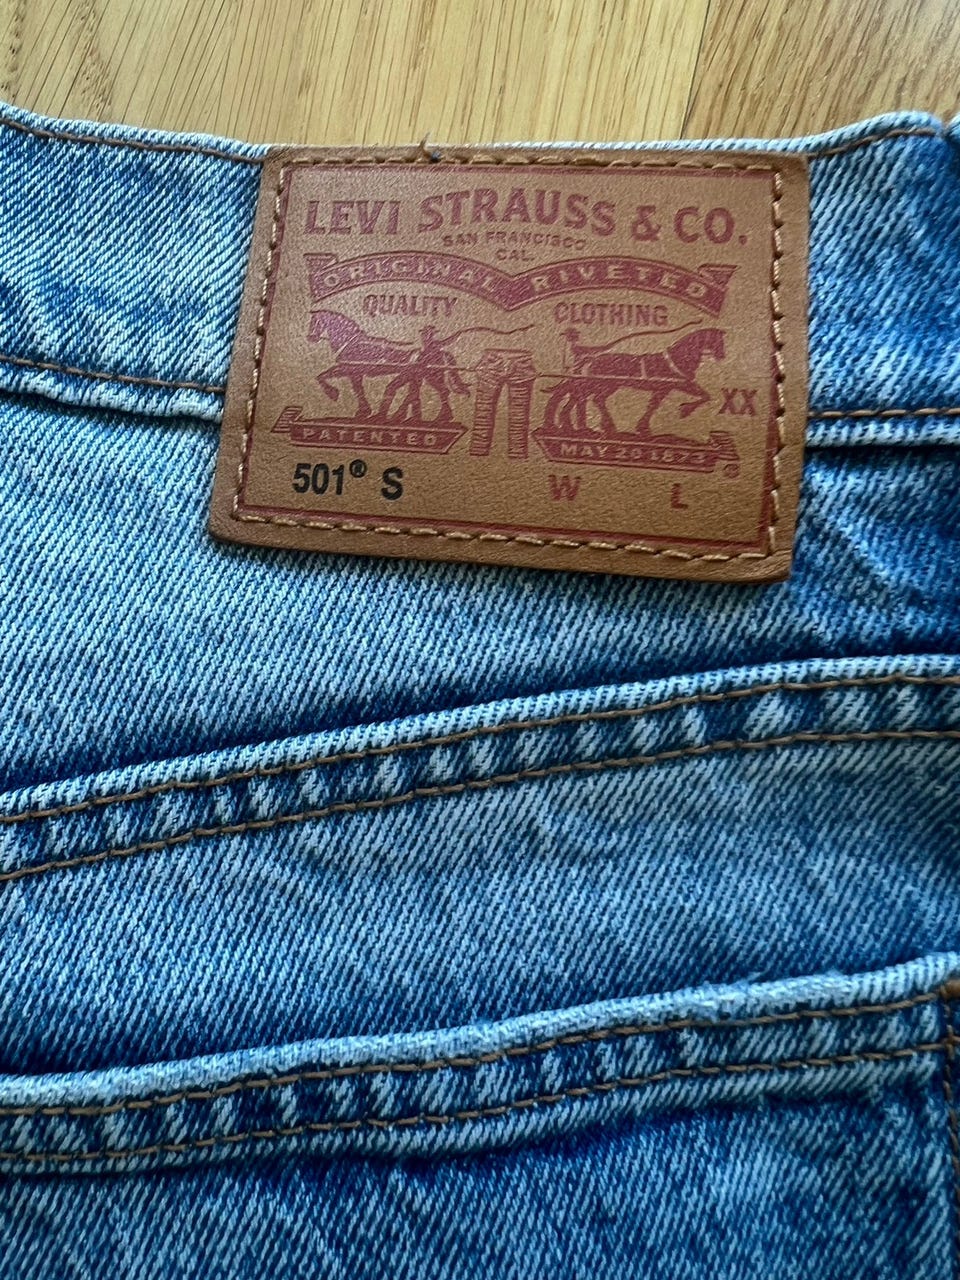 LEVI STRAUSS & CO.
SAN FRANCISCO
CAL.
ORIGINAL RIVETED
QUALITY CLOTHING
XX
PATENTED MAY 20 1873 ®
501® S W L